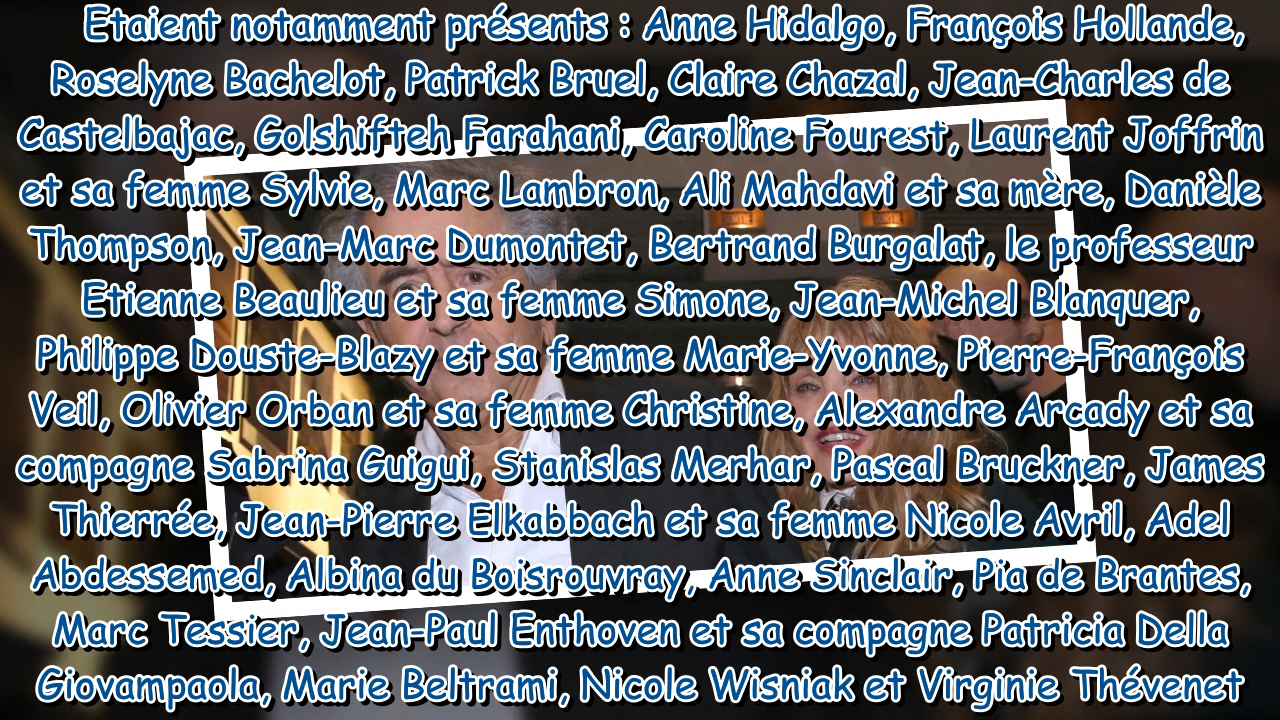 Etaient notamment présents : Anne Hidalgo, François Hollande,
Roselyne Bachelot, Patrick Bruel, Claire Chazal, Jean-Charles de
Castelbajac, Golshifteh Farahani, Caroline Fourest, Laurent Joffrin
et sa femme Sylvie, Marc Lambron, Ali Mahdavi et sa mère, Danièle
Thompson, Jean-Marc Dumontet, Bertrand Burgalat, le professeur
Etienne Beaulieu et sa femme Simone, Jean-Michel Blanquer,
Philippe Douste-Blazy et sa femme Marie-Yvonne, Pierre-François
Veil, Olivier Orban et sa femme Christine, Alexandre Arcady et sa
compagne Sabrina Guigui, Stanislas Merhar, Pascal Bruckner, James
Thierrée, Jean-Pierre Elkabbach et sa femme Nicole Avril, Adel
Abdessemed, Albina du Boisrouvray, Anne Sinclair, Pia de Brantes,
Marc Tessier, Jean-Paul Enthoven et sa compagne Patricia Della
Giovampaola, Marie Beltrami, Nicole Wisniak et Virginie Thévenet